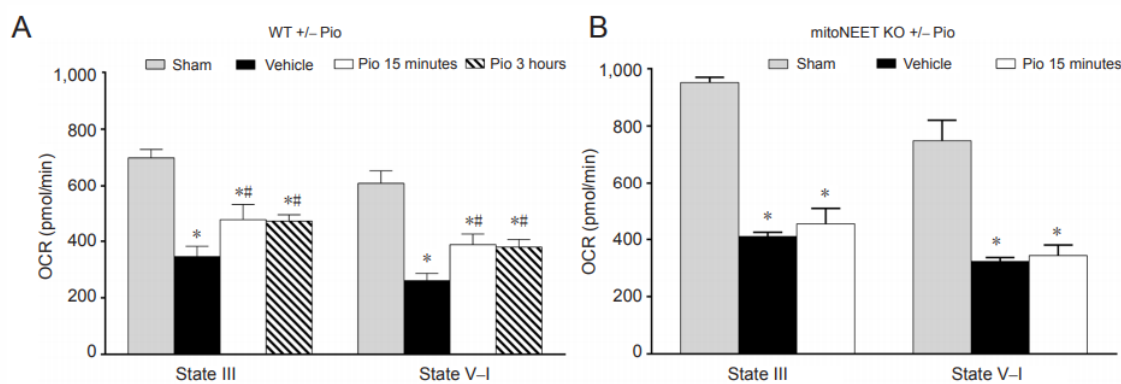 A
WT +/– Pio
Sham Vehicle Pio 15 minutes Pio 3 hours
OCR (pmol/min)
1,000
800
600
400
200
0
*
*#
*#
*
*#
*#
State III State V–I
B
mitoNEET KO +/– Pio
Sham Vehicle Pio 15 minutes
OCR (pmol/min)
1,000
800
600
400
200
0
*
*
*
*
State III State V–I